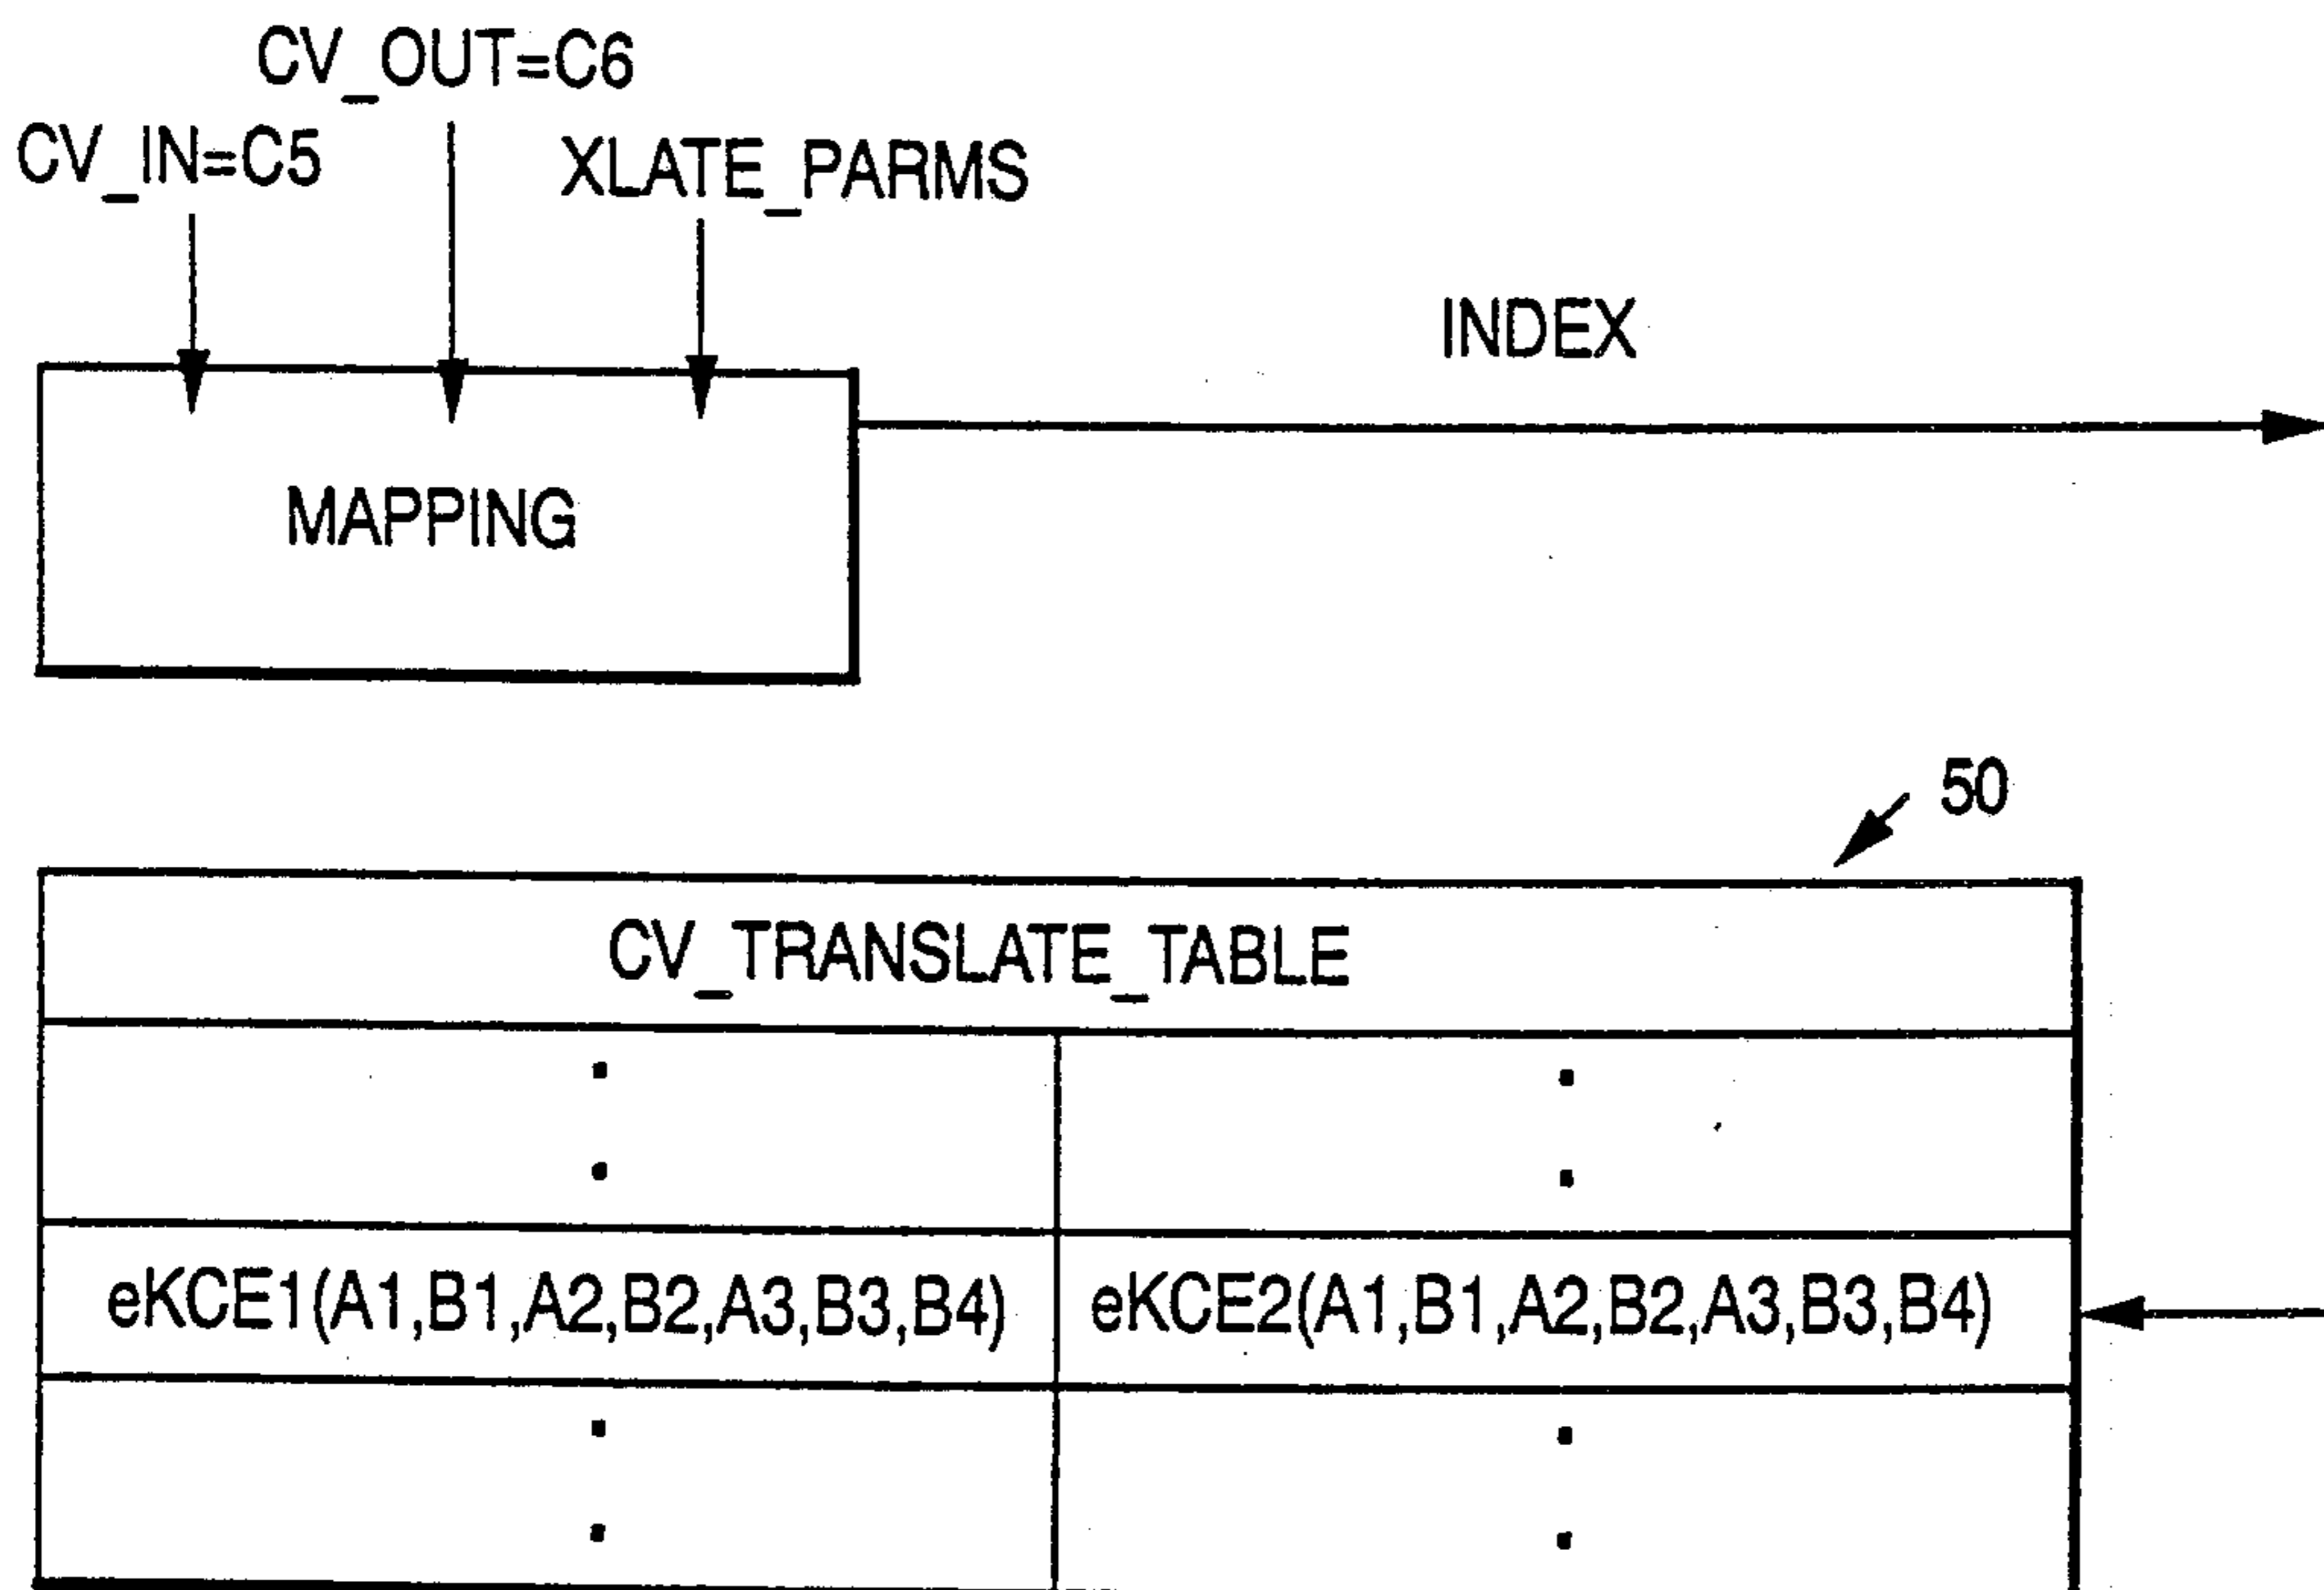 CV_OUT=C6
CV_IN=C5
XLATE_PARMS
INDEX
MAPPING
50
CV_TRANSLATE_TABLE
eKCE1(A1,B1,A2,B2,A3,B3,B4) eKCE2(A1,B1,A2,B2,A3,B3,B4)